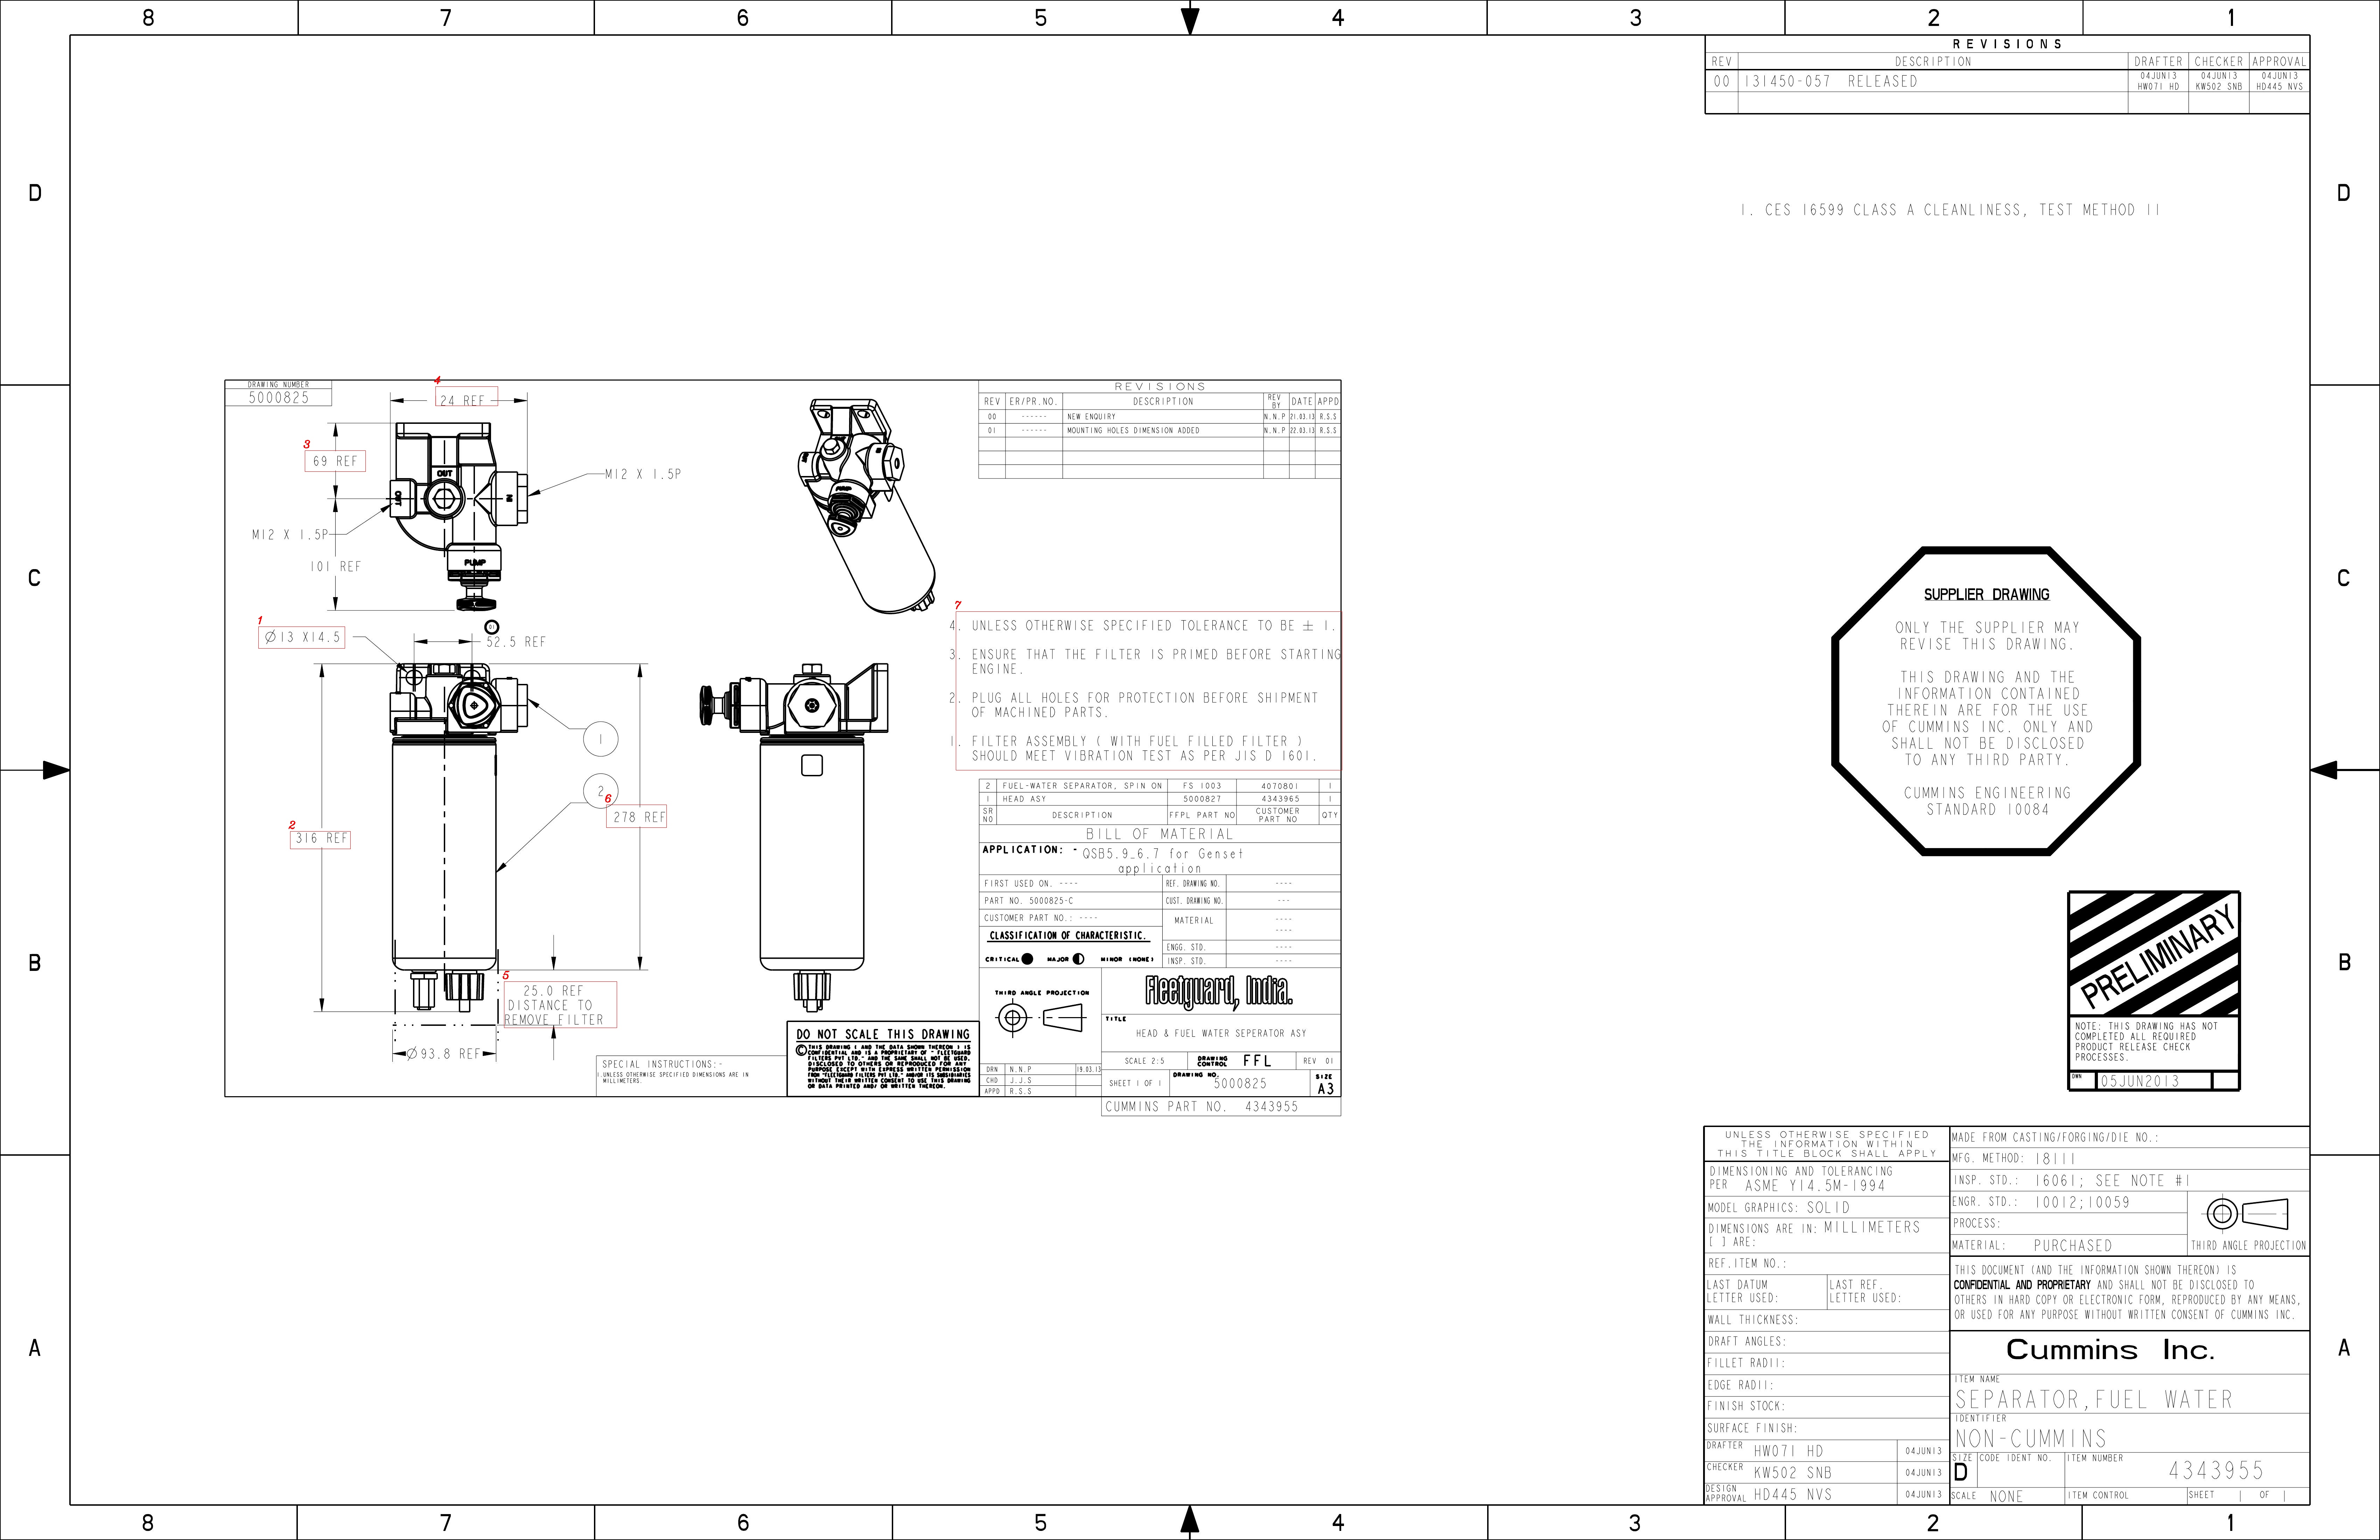 8 7 6 5 4 3 2 1
D
C
B
A
D
C
B
A
REVISIONS
REV DESCRIPTION DRAFTER CHECKER APPROVAL
00 131450-057 RELEASED 04JUN13 HW071 HD 04JUN13 KW502 SNB 04JUN13 HD445 NVS
1. CES 16599 CLASS A CLEANLINESS, TEST METHOD 11
DRAWING NUMBER
5000825
4
24 REF
3
69 REF
OUT
OUT
IN
PUMP
M12 X 1.5P
M12 X 1.5P
101 REF
1
Ø13 X14.5
01
52.5 REF
1
2
6
278 REF
2
316 REF
5
25.0 REF
DISTANCE TO
REMOVE FILTER
Ø93.8 REF
REVISIONS
REV ER/PR.NO. DESCRIPTION REV BY DATE APPD
00 ------ NEW ENQUIRY N.N.P 21.03.13 R.S.S
01 ------ MOUNTING HOLES DIMENSION ADDED N.N.P 22.03.13 R.S.S
7
4. UNLESS OTHERWISE SPECIFIED TOLERANCE TO BE ± 1.
3. ENSURE THAT THE FILTER IS PRIMED BEFORE STARTING
ENGINE.
2. PLUG ALL HOLES FOR PROTECTION BEFORE SHIPMENT
OF MACHINED PARTS.
1. FILTER ASSEMBLY ( WITH FUEL FILLED FILTER )
SHOULD MEET VIBRATION TEST AS PER JIS D 1601.
2 FUEL-WATER SEPARATOR, SPIN ON FS 1003 4070801 1
1 HEAD ASY 5000827 4343965 1
SR NO DESCRIPTION FFPL PART NO CUSTOMER PART NO QTY
BILL OF MATERIAL
APPLICATION: - QSB5.9_6.7 for Genset
application
FIRST USED ON. ---- REF. DRAWING NO. ----
PART NO. 5000825-C CUST. DRAWING NO. ---
CUSTOMER PART NO.: ---- MATERIAL ----
----
CLASSIFICATION OF CHARACTERISTIC.
ENGG. STD. ----
CRITICAL MAJOR MINOR (NONE) INSP. STD. ----
THIRD ANGLE PROJECTION
Fleetguard, India.
TITLE
HEAD & FUEL WATER SEPERATOR ASY
SCALE 2:5 DRAWING CONTROL FFL REV 01
DRN N.N.P 19.03.13
CHD J.J.S
APPD R.S.S
SHEET 1 OF 1 DRAWING NO. 5000825 SIZE A3
CUMMINS PART NO. 4343955
SPECIAL INSTRUCTIONS:-
1.UNLESS OTHERWISE SPECIFIED DIMENSIONS ARE IN
MILLIMETERS.
DO NOT SCALE THIS DRAWING
© THIS DRAWING ( AND THE DATA SHOWN THEREON ) IS
CONFIDENTIAL AND IS A PROPRIETARY OF " FLEETGUARD
FILTERS PVT LTD." AND THE SAME SHALL NOT BE USED,
DISCLOSED TO OTHERS OR REPRODUCED FOR ANY
PURPOSE EXCEPT WITH EXPRESS WRITTEN PERMISSION
FROM "FLEETGUARD FILTERS PVT LTD." AND/OR ITS SUBSIDIARIES
WITHOUT THEIR WRITTEN CONSENT TO USE THIS DRAWING
OR DATA PRINTED AND/ OR WRITTEN THEREON.
SUPPLIER DRAWING
ONLY THE SUPPLIER MAY
REVISE THIS DRAWING.
THIS DRAWING AND THE
INFORMATION CONTAINED
THEREIN ARE FOR THE USE
OF CUMMINS INC. ONLY AND
SHALL NOT BE DISCLOSED
TO ANY THIRD PARTY.
CUMMINS ENGINEERING
STANDARD 10084
PRELIMINARY
NOTE: THIS DRAWING HAS NOT
COMPLETED ALL REQUIRED
PRODUCT RELEASE CHECK
PROCESSES.
DWN 05JUN2013
UNLESS OTHERWISE SPECIFIED
THE INFORMATION WITHIN
THIS TITLE BLOCK SHALL APPLY
DIMENSIONING AND TOLERANCING
PER ASME Y14.5M-1994
MODEL GRAPHICS: SOLID
DIMENSIONS ARE IN: MILLIMETERS
[ ] ARE:
REF.ITEM NO.:
LAST DATUM LETTER USED: LAST REF. LETTER USED:
WALL THICKNESS:
DRAFT ANGLES:
FILLET RADII:
EDGE RADII:
FINISH STOCK:
SURFACE FINISH:
DRAFTER HW071 HD 04JUN13
CHECKER KW502 SNB 04JUN13
DESIGN APPROVAL HD445 NVS 04JUN13
MADE FROM CASTING/FORGING/DIE NO.:
MFG. METHOD: 18111
INSP. STD.: 16061; SEE NOTE #1
ENGR. STD.: 10012;10059
PROCESS:
MATERIAL: PURCHASED
THIRD ANGLE PROJECTION
THIS DOCUMENT (AND THE INFORMATION SHOWN THEREON) IS
CONFIDENTIAL AND PROPRIETARY AND SHALL NOT BE DISCLOSED TO
OTHERS IN HARD COPY OR ELECTRONIC FORM, REPRODUCED BY ANY MEANS,
OR USED FOR ANY PURPOSE WITHOUT WRITTEN CONSENT OF CUMMINS INC.
Cummins Inc.
ITEM NAME
SEPARATOR,FUEL WATER
IDENTIFIER
NON-CUMMINS
SIZE D CODE IDENT NO. ITEM NUMBER 4343955
SCALE NONE ITEM CONTROL SHEET 1 OF 1
8 7 6 5 4 3 2 1